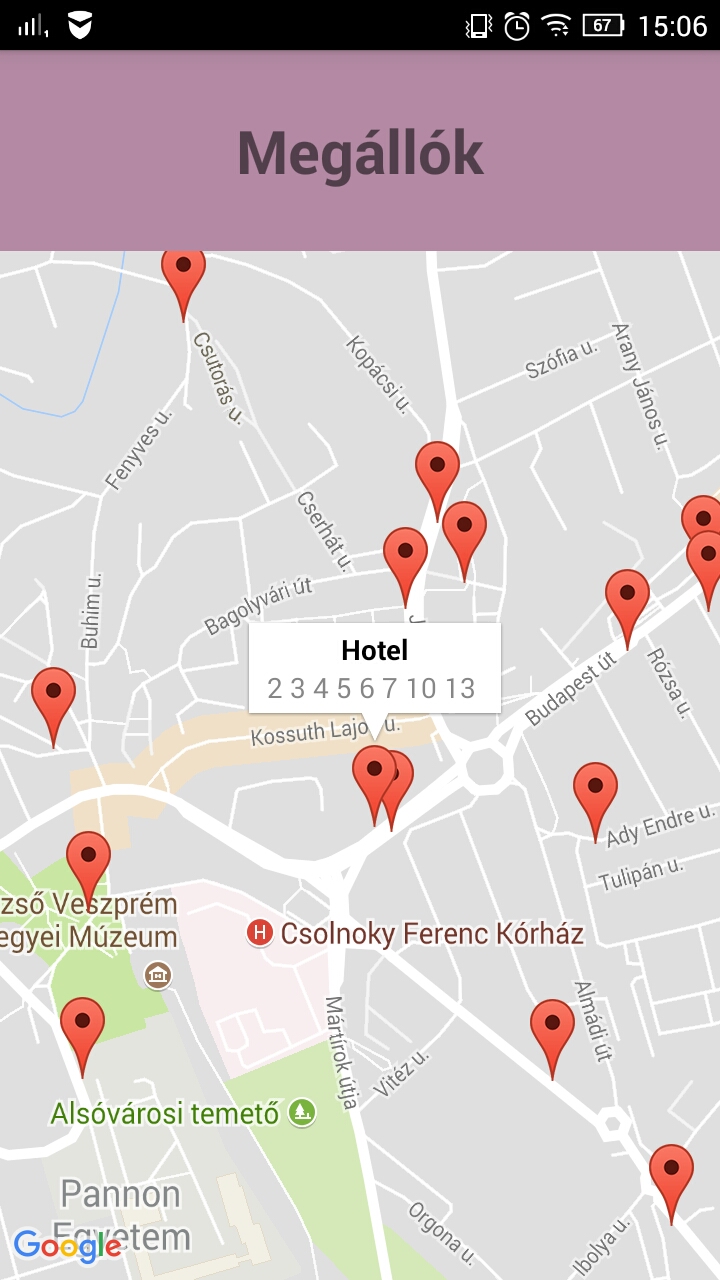 1
67
15:06
Megállók
Csutorás u.
Kopácsi u.
Szófia u.
Arany János u.
Fenyves u.
Cserhát u.
Bagolyvári út
Buhim u.
J
Hotel
2 3 4 5 6 7 10 13
Budapest út
Rózsa u.
Kossuth Lajo u.
Ady Endre u.
Tulipán u.
zső Veszprém
egyei Múzeum
H Csolnoky Ferenc Kórház
Almádi út
Mártírok útja
Vitéz u.
Alsóvárosi temető
Pannon
Egyetem
Google
Orgona u.
Ibolya u.